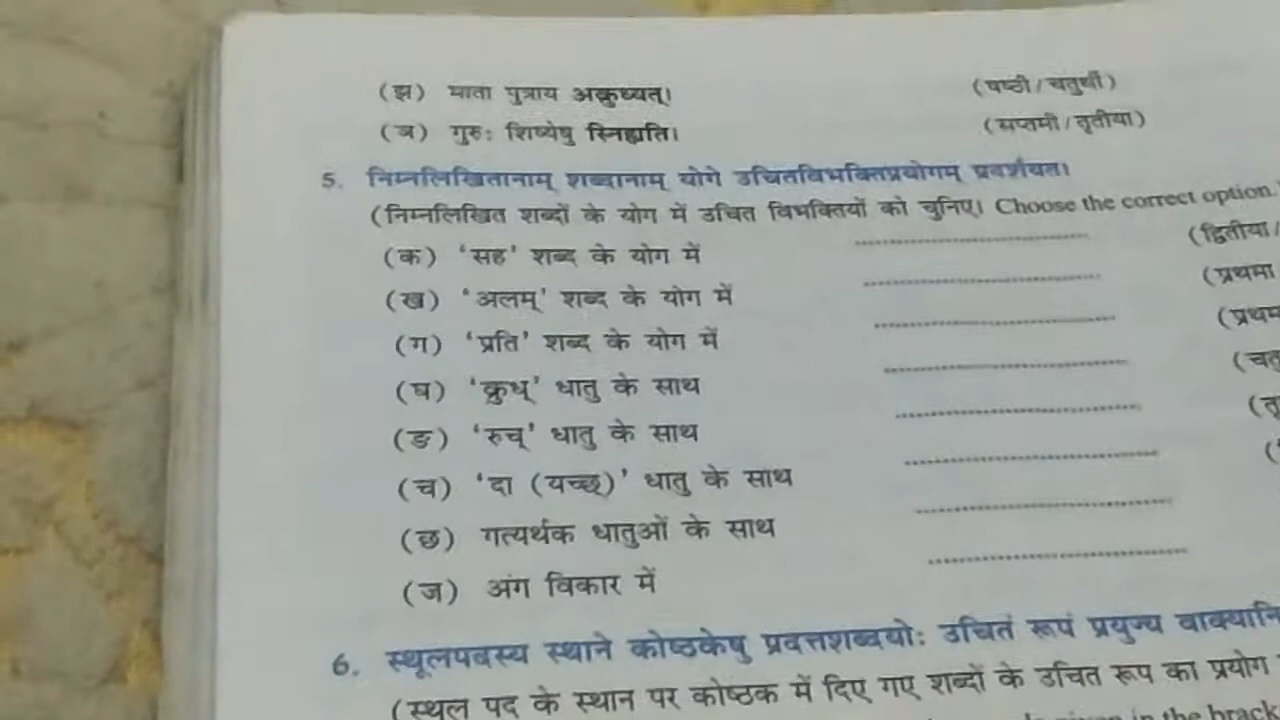 (झ) माता पुत्राय अक्रुध्यत्। (षष्ठी/चतुर्थी)
(ञ) गुरुः शिष्येषु स्निह्यति। (सप्तमी/तृतीया)
5. निम्नलिखितानाम् शब्दानाम् योगे उचितविभक्तिप्रयोगम् प्रदर्शयत।
(निम्नलिखित शब्दों के योग में उचित विभक्तियों को चुनिए। Choose the correct option.
(क) ‘सह’ शब्द के योग में (द्वितीया/
(ख) ‘अलम्’ शब्द के योग में (प्रथमा
(ग) ‘प्रति’ शब्द के योग में
(घ) ‘क्रुध्’ धातु के साथ
(ङ) ‘रुच्’ धातु के साथ
(च) ‘दा (यच्छ्)’ धातु के साथ
(छ) गत्यर्थक धातुओं के साथ
(ज) अंग विकार में
6. स्थूलपदस्य स्थाने कोष्ठकेषु प्रदत्तशब्दयोः उचितं रूपं प्रयुज्य
(स्थूल पद के स्थान पर कोष्ठक में दिए गए शब्दों के उचित रूप का प्रयोग
in the